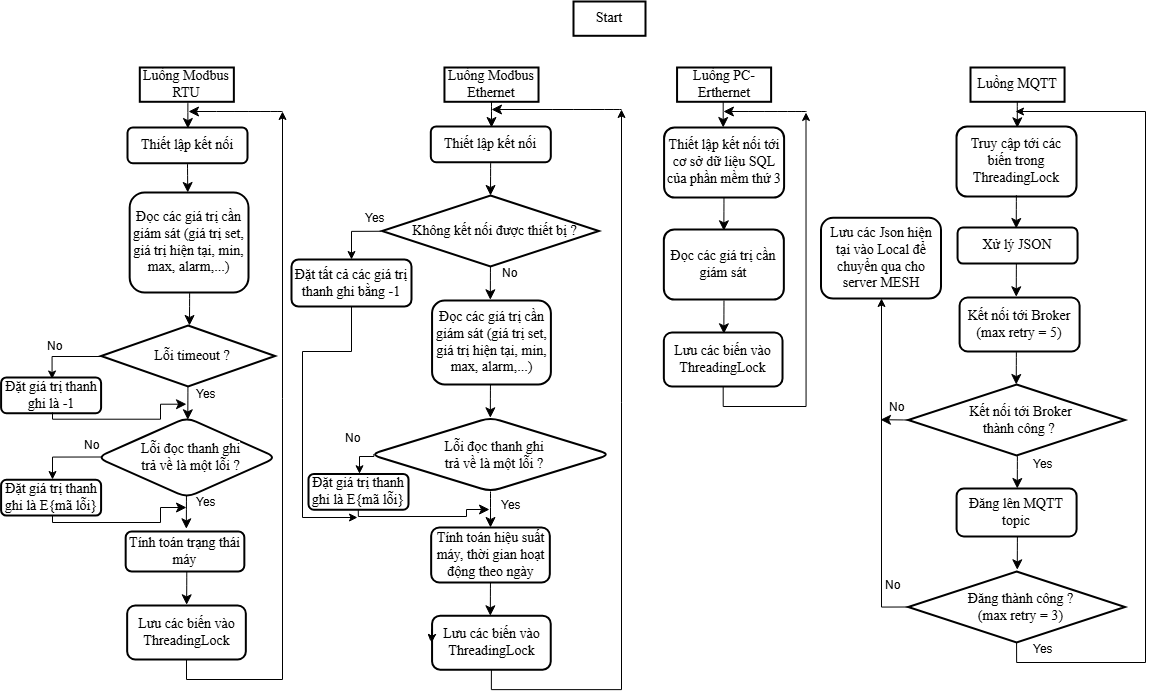 Start
Luồng Modbus
RTU
Thiết lập kết nối
Đọc các giá trị cần
giám sát (giá trị set,
giá trị hiện tại, min,
max, alarm,...)
Lỗi timeout ?
No
Đặt giá trị thanh
ghi là -1
Yes
Lỗi đọc thanh ghi
trả về là một lỗi ?
No
Đặt giá trị thanh
ghi là E{mã lỗi}
Yes
Tính toán trạng thái
máy
Lưu các biến vào
ThreadingLock
Luồng Modbus
Ethernet
Thiết lập kết nối
Không kết nối được thiết bị ?
Yes
Đặt tất cả các giá trị
thanh ghi bằng -1
No
Đọc các giá trị cần
giám sát (giá trị set,
giá trị hiện tại, min,
max, alarm,...)
Lỗi đọc thanh ghi
trả về là một lỗi ?
No
Đặt giá trị thanh
ghi là E{mã lỗi}
Yes
Tính toán hiệu suất
máy, thời gian hoạt
động theo ngày
Lưu các biến vào
ThreadingLock
Luồng PC-
Erthernet
Thiết lập kết nối tới
cơ sở dữ liệu SQL
của phần mềm thứ 3
Đọc các giá trị cần
giám sát
Lưu các biến vào
ThreadingLock
Luồng MQTT
Truy cập tới các
biến trong
ThreadingLock
Xử lý JSON
Kết nối tới Broker
(max retry = 5)
Kết nối tới Broker
thành công ?
No
Lưu các Json hiện
tại vào Local để
chuyển qua cho
server MESH
Yes
Đăng lên MQTT
topic
Đăng thành công ?
(max retry = 3)
No
Yes